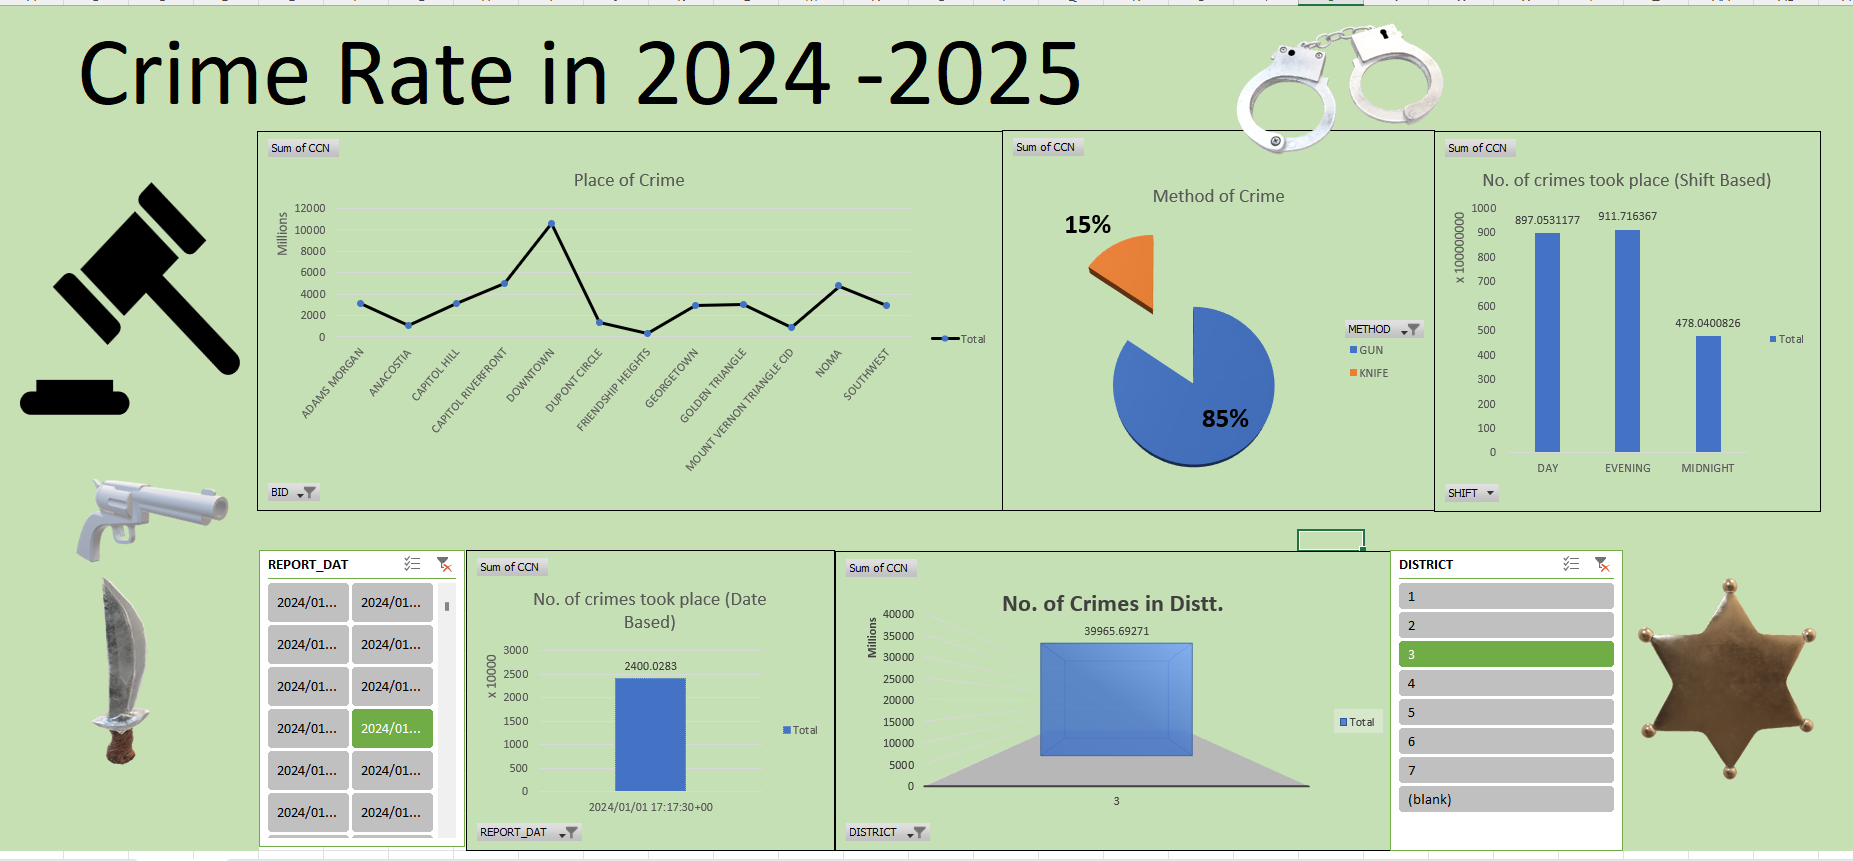 Crime Rate in 2024 -2025
Sum of CCN
Place of Crime
Millions
12000
10000
8000
6000
4000
2000
0
ADAMS MORGAN
ANACOSTIA
CAPITOL HILL
CAPITOL RIVERFRONT
DOWNTOWN
DUPONT CIRCLE
FRIENDSHIP HEIGHTS
GEORGETOWN
GOLDEN TRIANGLE
MOUNT VERNON TRIANGLE CID
NOMA
SOUTHWEST
Total
BID
Sum of CCN
Method of Crime
15%
85%
METHOD
GUN
KNIFE
Sum of CCN
No. of crimes took place (Shift Based)
x 100000000
1000
900
800
700
600
500
400
300
200
100
0
897.0531177
911.716367
478.0400826
DAY
EVENING
MIDNIGHT
Total
SHIFT
REPORT_DAT
2024/01... 2024/01...
2024/01... 2024/01...
2024/01... 2024/01...
2024/01... 2024/01...
2024/01... 2024/01...
2024/01... 2024/01...
Sum of CCN
No. of crimes took place (Date
Based)
x 10000
3000
2500
2000
1500
1000
500
0
2400.0283
2024/01/01 17:17:30+00
Total
REPORT_DAT
Sum of CCN
No. of Crimes in Distt.
Millions
40000
35000
30000
25000
20000
15000
10000
5000
0
39965.69271
3
Total
DISTRICT
DISTRICT
1
2
3
4
5
6
7
(blank)